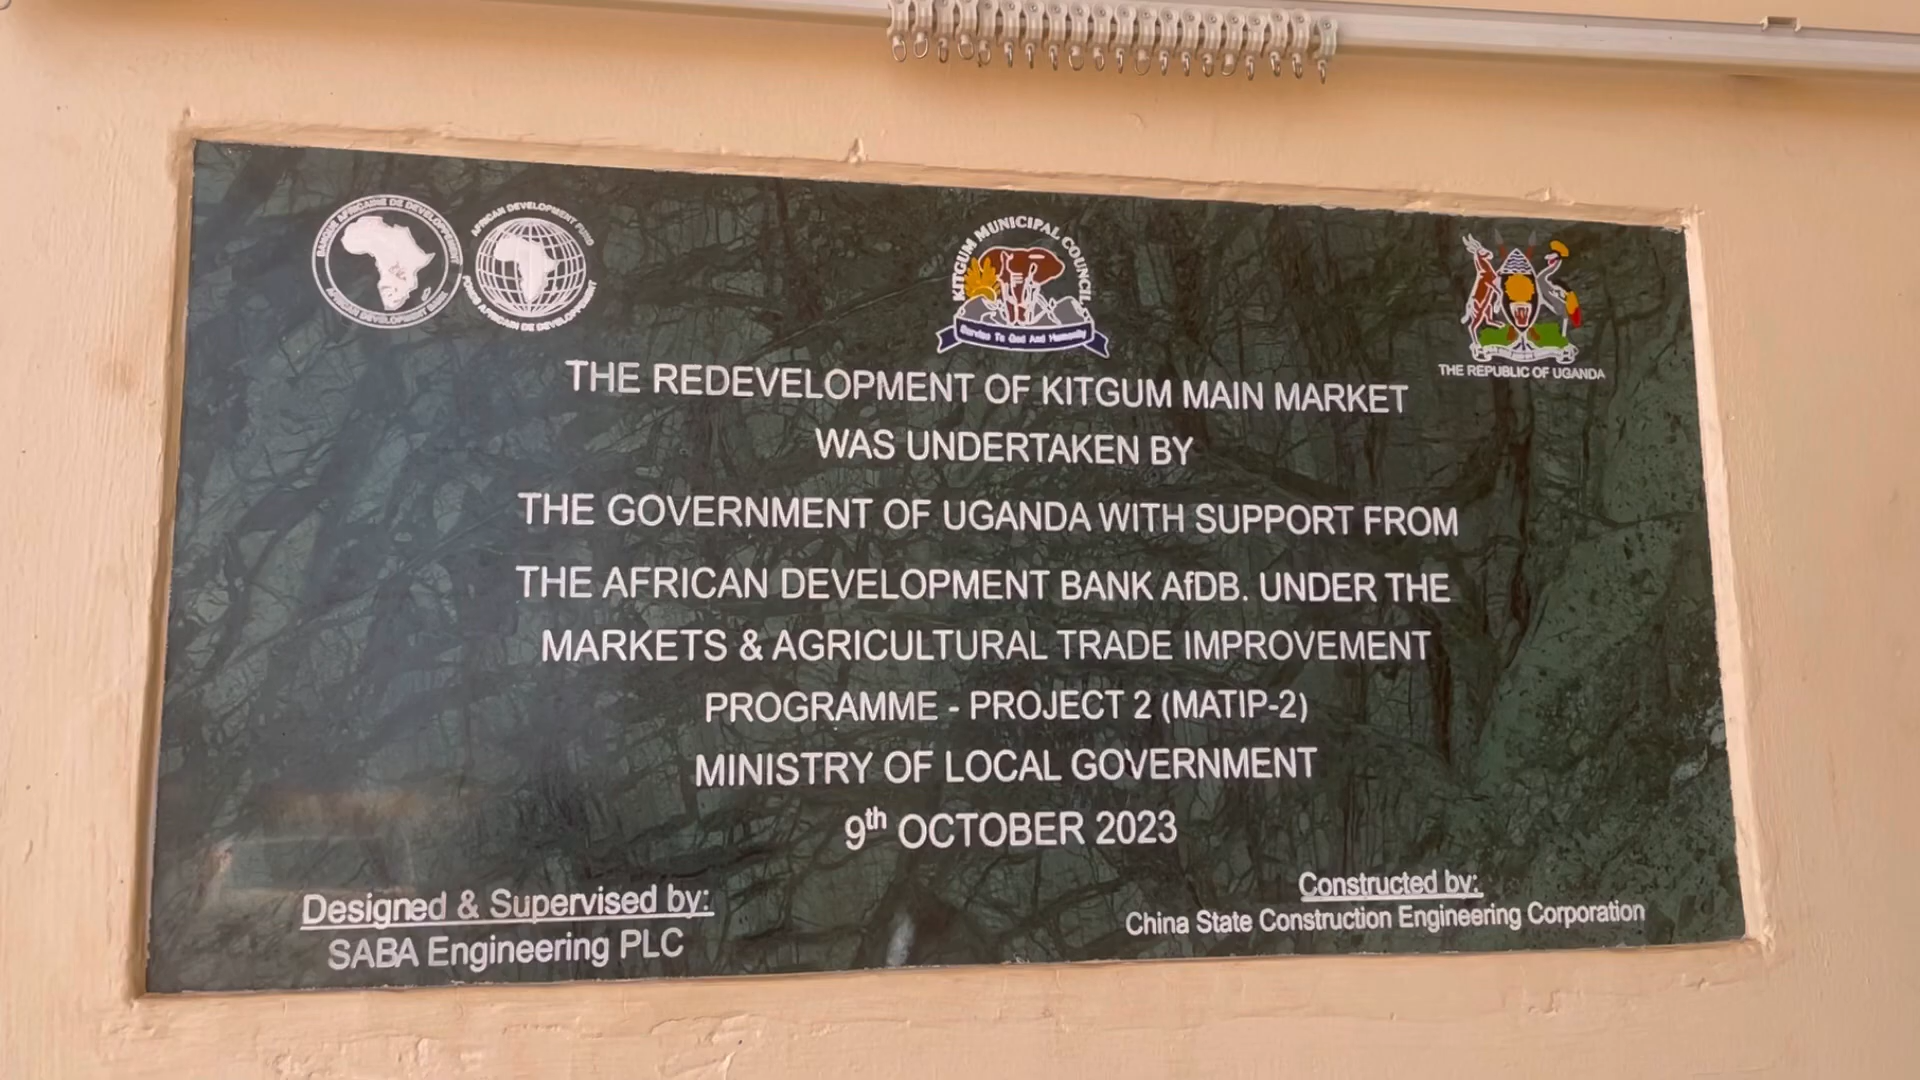 BANQUE AFRICAINE DE DEVELOPPEMENT
AFRICAN DEVELOPMENT BANK
AFRICAN DEVELOPMENT FUND
FONDS AFRICAIN DE DEVELOPPEMENT
KITGUM MUNICIPAL COUNCIL
Service To God And Humanity
THE REPUBLIC OF UGANDA
THE REDEVELOPMENT OF KITGUM MAIN MARKET
WAS UNDERTAKEN BY
THE GOVERNMENT OF UGANDA WITH SUPPORT FROM
THE AFRICAN DEVELOPMENT BANK AfDB. UNDER THE
MARKETS & AGRICULTURAL TRADE IMPROVEMENT
PROGRAMME - PROJECT 2 (MATIP-2)
MINISTRY OF LOCAL GOVERNMENT
9th OCTOBER 2023
Designed & Supervised by:
SABA Engineering PLC
Constructed by:
China State Construction Engineering Corporation